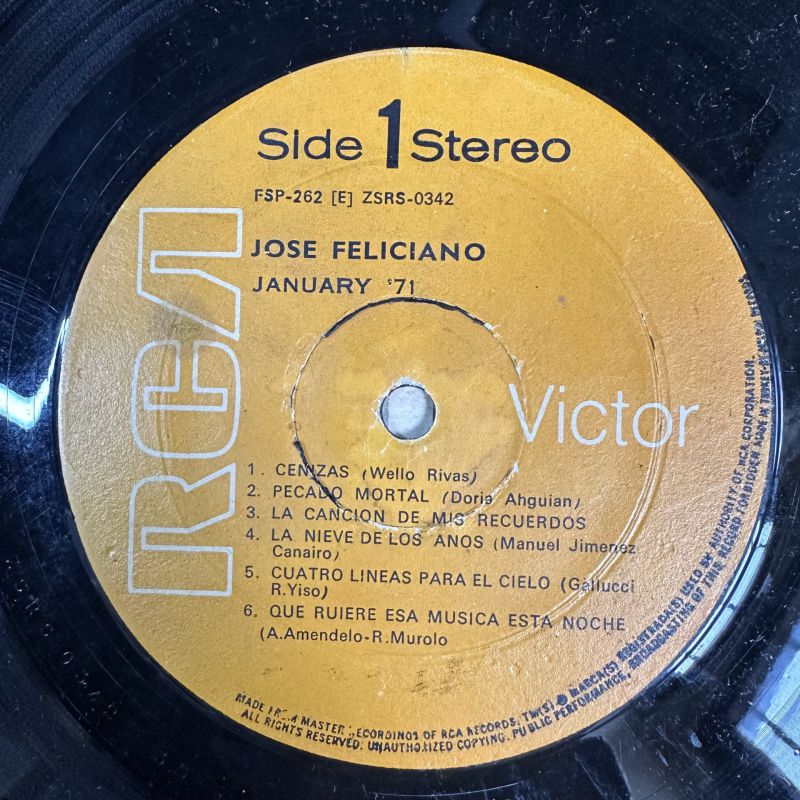 Side 1 Stereo
FSP-262 [E] ZSRS-0342
JOSE FELICIANO
JANUARY '71
RCA
Victor
1. CENIZAS (Wello Rivas)
2. PECADO MORTAL (Doris Ahguian)
3. LA CANCION DE MIS RECUERDOS
4. LA NIEVE DE LOS ANOS (Manuel Jimenez
Canairo)
5. CUATRO LINEAS PARA EL CIELO (Gallucci
R.Yiso)
6. QUE RUIERE ESA MUSICA ESTA NOCHE
(A.Amendelo-R.Murolo
MADE FROM MASTER RECORDINGS OF RCA RECORDS. TM(S) ® MARCA(S) REGISTRADA(S) USED BY AUTHORITY OF RCA CORPORATION.
ALL RIGHTS RESERVED. UNAUTHORIZED COPYING, PUBLIC PERFORMANCE, BROADCASTING OF THIS RECORD FORBIDDEN MADE IN TURKEY